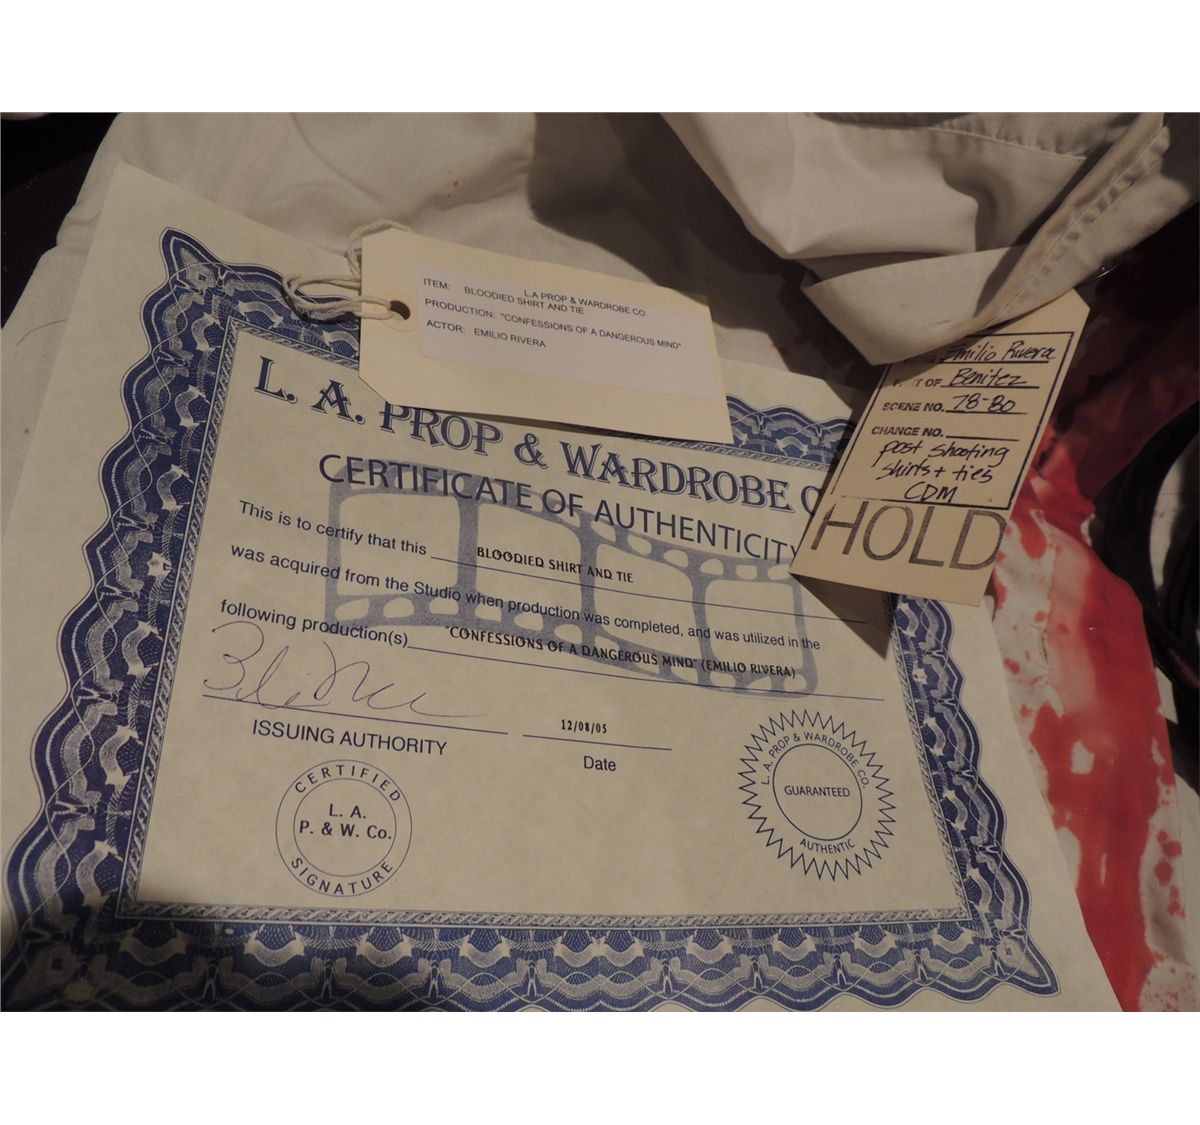 L.A PROP & WARDROBE CO.
ITEM: BLOODIED SHIRT AND TIE
PRODUCTION: "CONFESSIONS OF A DANGEROUS MIND"
ACTOR: EMILIO RIVERA
Emilio Rivera
OF Benitez
SCENE NO. 78-80
CHANGE NO.
post shooting
shirts + ties
CDM
HOLD
L. A. PROP & WARDROBE
CERTIFICATE OF AUTHENTICITY
This is to certify that this BLOODIED SHIRT AND TIE
was acquired from the Studio when production was completed, and was utilized in the
following production(s) "CONFESSIONS OF A DANGEROUS MIND" (EMILIO RIVERA)
12/08/05
ISSUING AUTHORITY
Date
CERTIFIED
L. A.
P. & W. Co.
SIGNATURE
L. A. PROP & WARDROBE CO.
GUARANTEED
AUTHENTIC